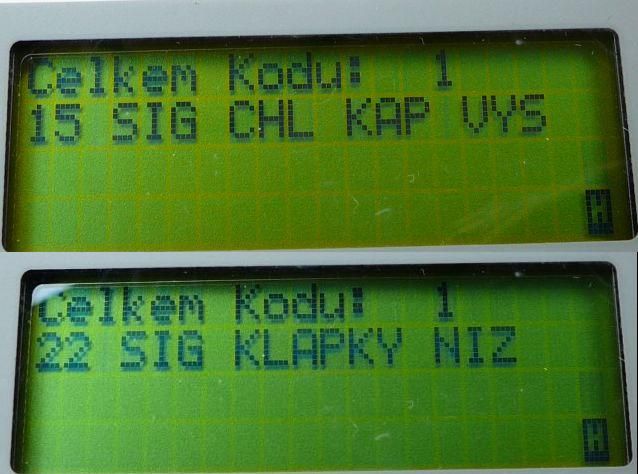 Celkem Kodu: 1
15 SIG CHL KAP VYS
H
Celkem Kodu: 1
22 SIG KLAPKY NIZ
H